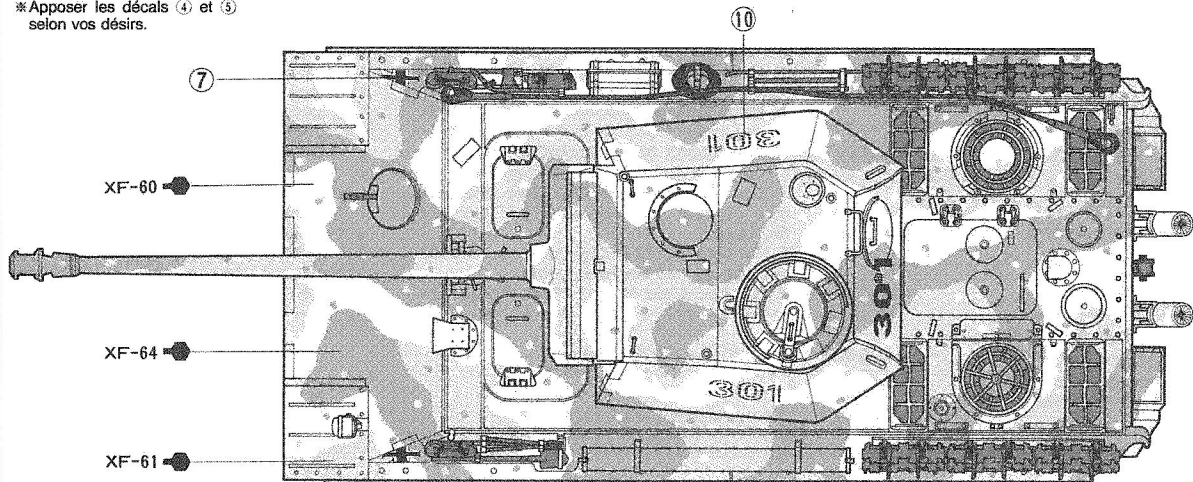 ※Apposer les décals ④ et ⑤
selon vos désirs.
⑩
⑦
301
XF-60
301
XF-64
301
XF-61